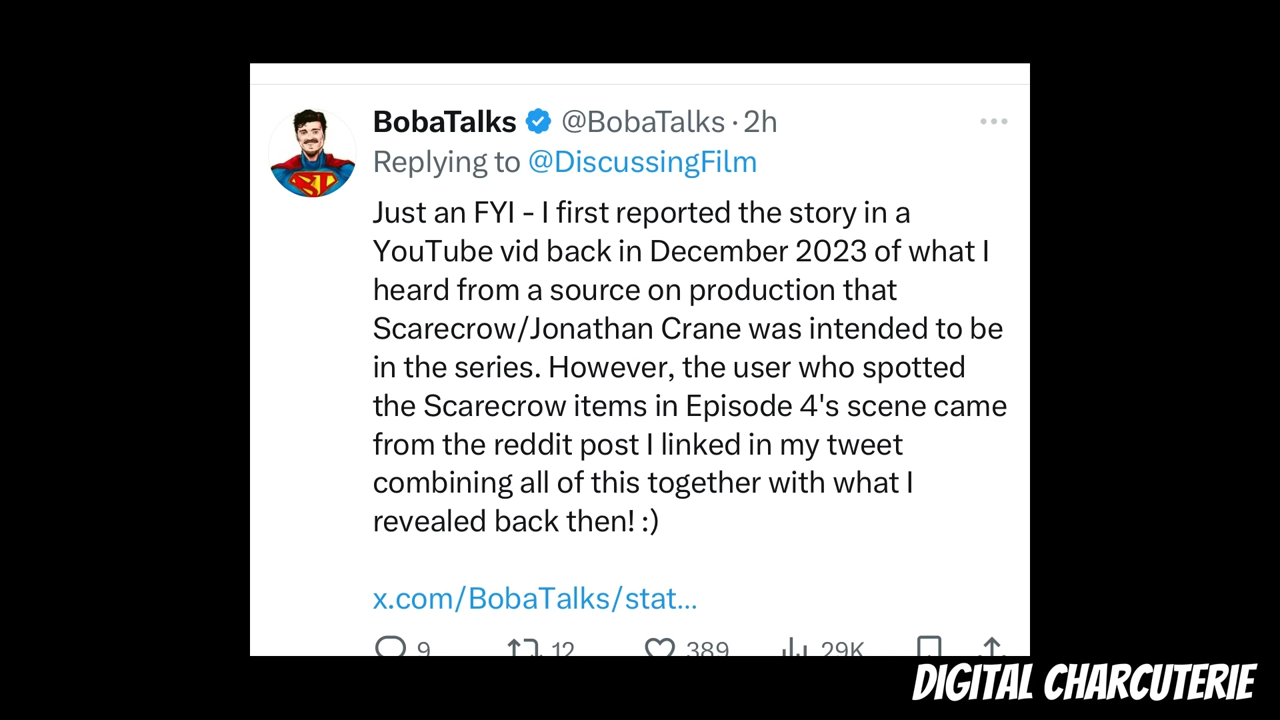 BobaTalks @BobaTalks · 2h
Replying to @DiscussingFilm
Just an FYI - I first reported the story in a
YouTube vid back in December 2023 of what I
heard from a source on production that
Scarecrow/Jonathan Crane was intended to be
in the series. However, the user who spotted
the Scarecrow items in Episode 4's scene came
from the reddit post I linked in my tweet
combining all of this together with what I
revealed back then! :)
x.com/BobaTalks/stat...
9 12 389 29K
DIGITAL CHARCUTERIE